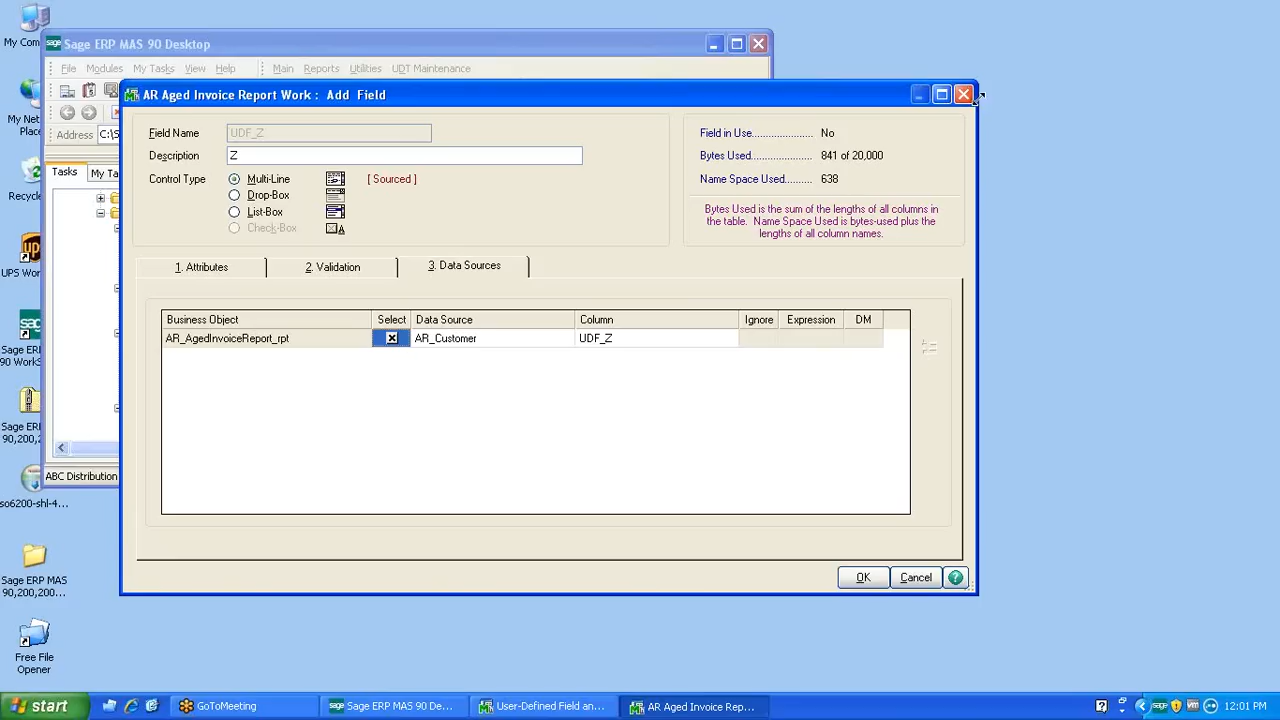 My Com
Sage ERP MAS 90 Desktop
File Modules My Tasks View Help Main Reports Utilities UDT Maintenance
AR Aged Invoice Report Work : Add Field
My Net
Place
Address C:\S
Tasks My Ta
Field Name UDF_Z
Description Z
Control Type Multi-Line [ Sourced ]
Drop-Box
List-Box
Check-Box
Field in Use No
Bytes Used 841 of 20,000
Name Space Used 638
Bytes Used is the sum of the lengths of all columns in
the table. Name Space Used is bytes-used plus the
lengths of all column names.
Recycle
UPS Wor
Sage ERP
90 Work
Sage ERP
90,200,2
1. Attributes 2. Validation 3. Data Sources
Business Object Select Data Source Column Ignore Expression DM
AR_AgedInvoiceReport_rpt AR_Customer UDF_Z
ABC Distribution
so6200-shl-4...
OK Cancel ?
Sage ERP MAS
90,200,200...
Free File
Opener
start GoToMeeting Sage ERP MAS 90 De... User-Defined Field an... AR Aged Invoice Rep... 12:01 PM